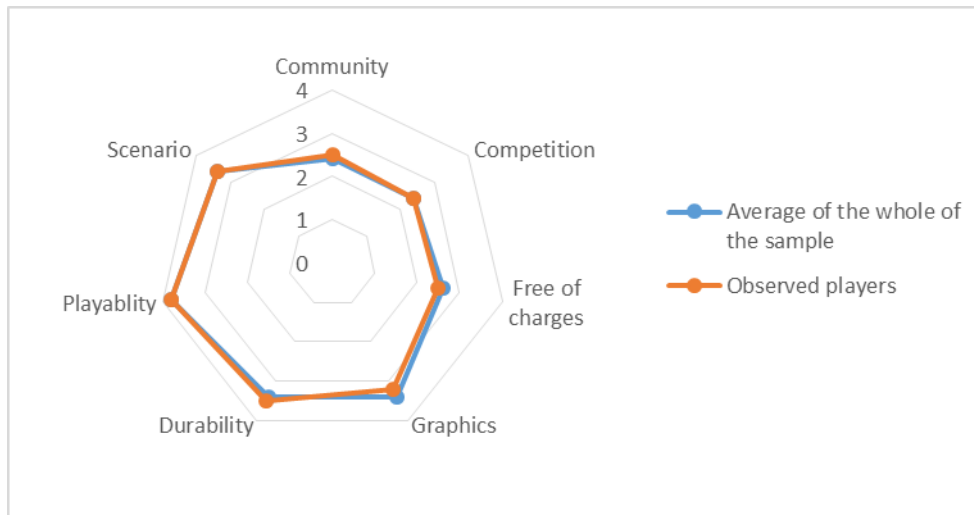 Community
4
3
2
1
0
Scenario
Competition
Playablity
Free of
charges
Durability
Graphics
Average of the whole of
the sample
Observed players